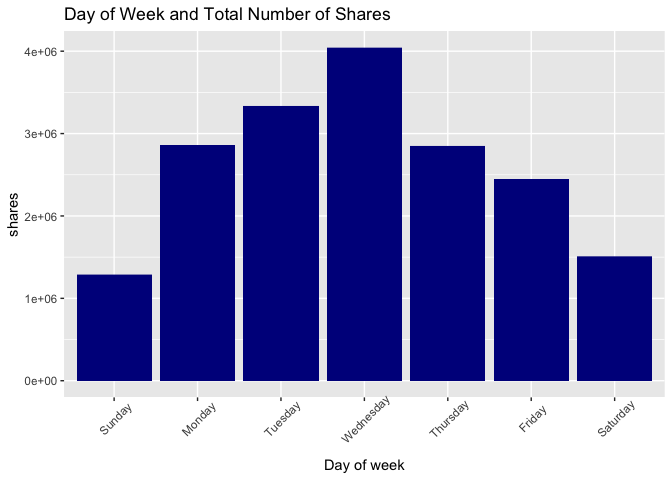 Day of Week and Total Number of Shares
4e+06
3e+06
2e+06
1e+06
0e+00
shares
Sunday
Monday
Tuesday
Wednesday
Thursday
Friday
Saturday
Day of week